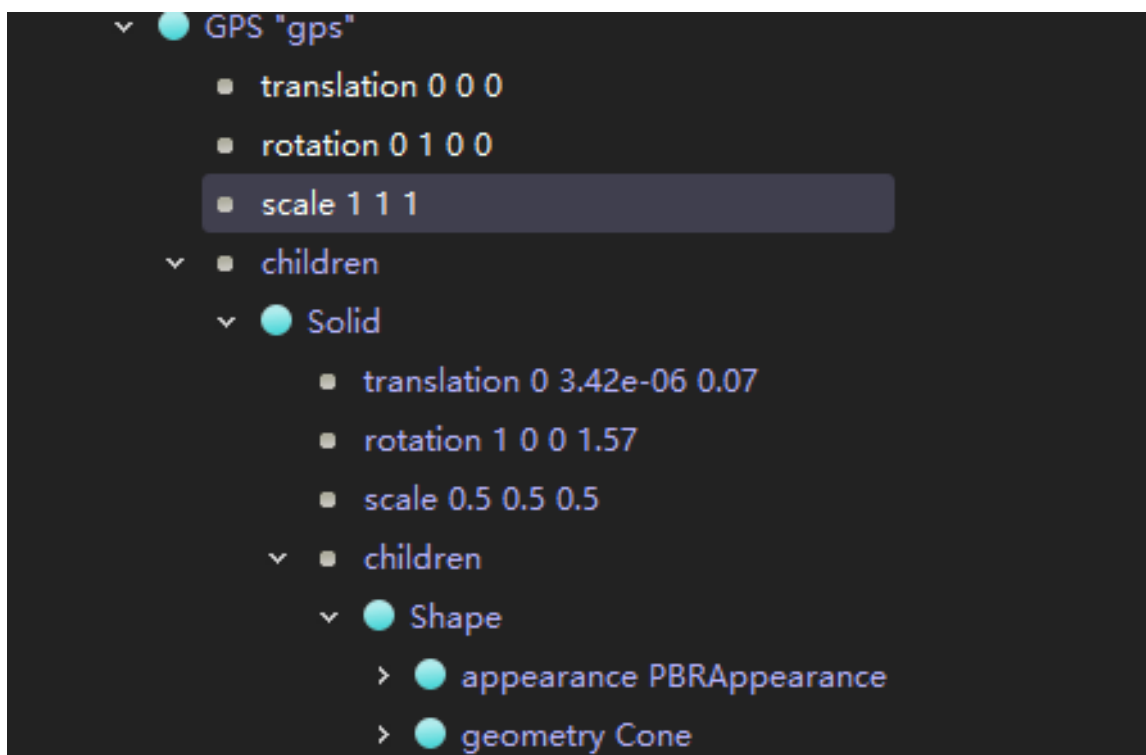 GPS "gps"
translation 0 0 0
rotation 0 1 0 0
scale 1 1 1
children
Solid
translation 0 3.42e-06 0.07
rotation 1 0 0 1.57
scale 0.5 0.5 0.5
children
Shape
appearance PBRAppearance
geometry Cone